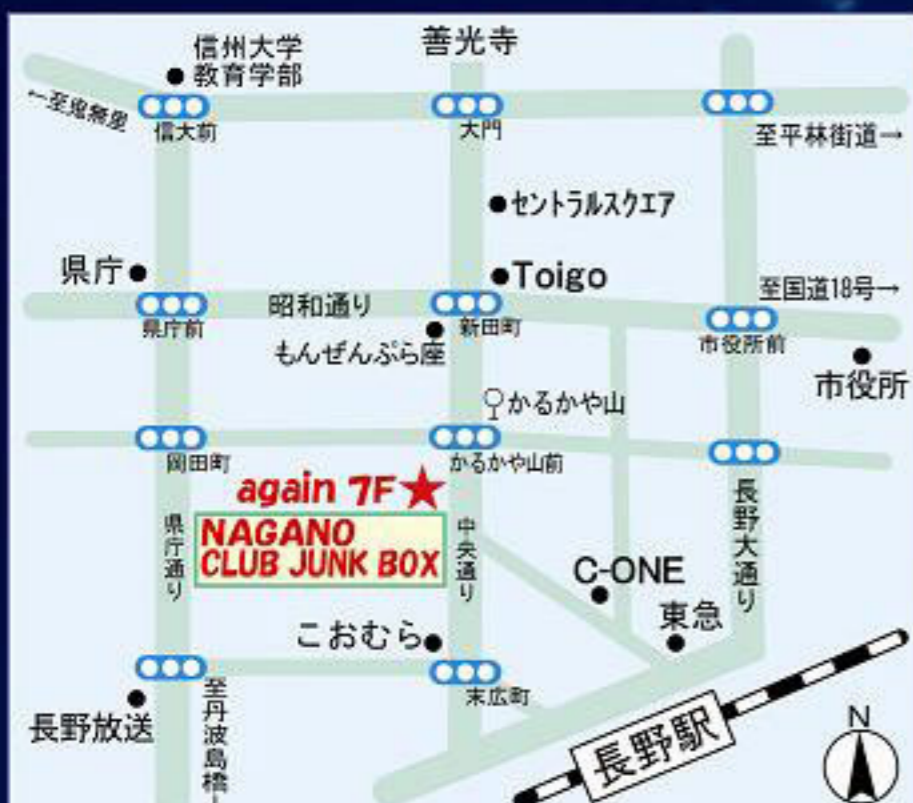 信州大学
教育学部
善光寺
←至鬼無里
信大前
大門
至平林街道→
セントラルスクエア
県庁
Toigo
至国道18号→
昭和通り
県庁前
新田町
市役所前
もんぜんぷら座
市役所
かるかや山
岡田町
かるかや山前
again 7F★
NAGANO
CLUB JUNK BOX
県庁通り
中央通り
長野大通り
C-ONE
東急
こおむら
末広町
長野放送
至丹波島橋→
長野駅
N